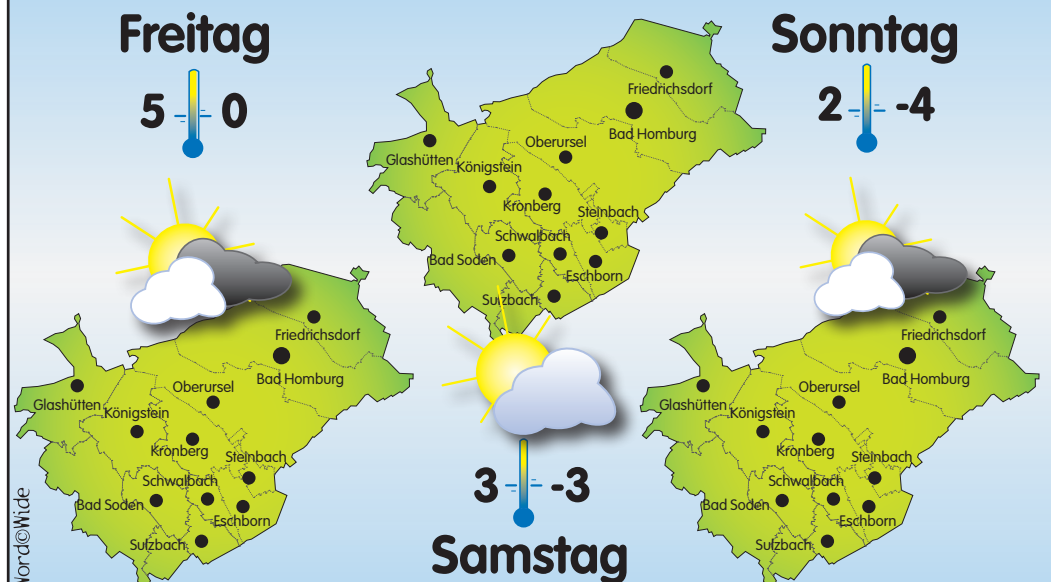 Freitag
5 0
Friedrichsdorf
Bad Homburg
Oberursel
Glashütten
Königstein
Kronberg
Steinbach
Schwalbach
Bad Soden
Eschborn
Sulzbach
Friedrichsdorf
Bad Homburg
Oberursel
Glashütten
Königstein
Kronberg
Steinbach
Schwalbach
Bad Soden
Eschborn
Sulzbach
3 -3
Samstag
Sonntag
2 -4
Friedrichsdorf
Bad Homburg
Oberursel
Glashütten
Königstein
Kronberg
Steinbach
Schwalbach
Bad Soden
Eschborn
Sulzbach
Word©Wide